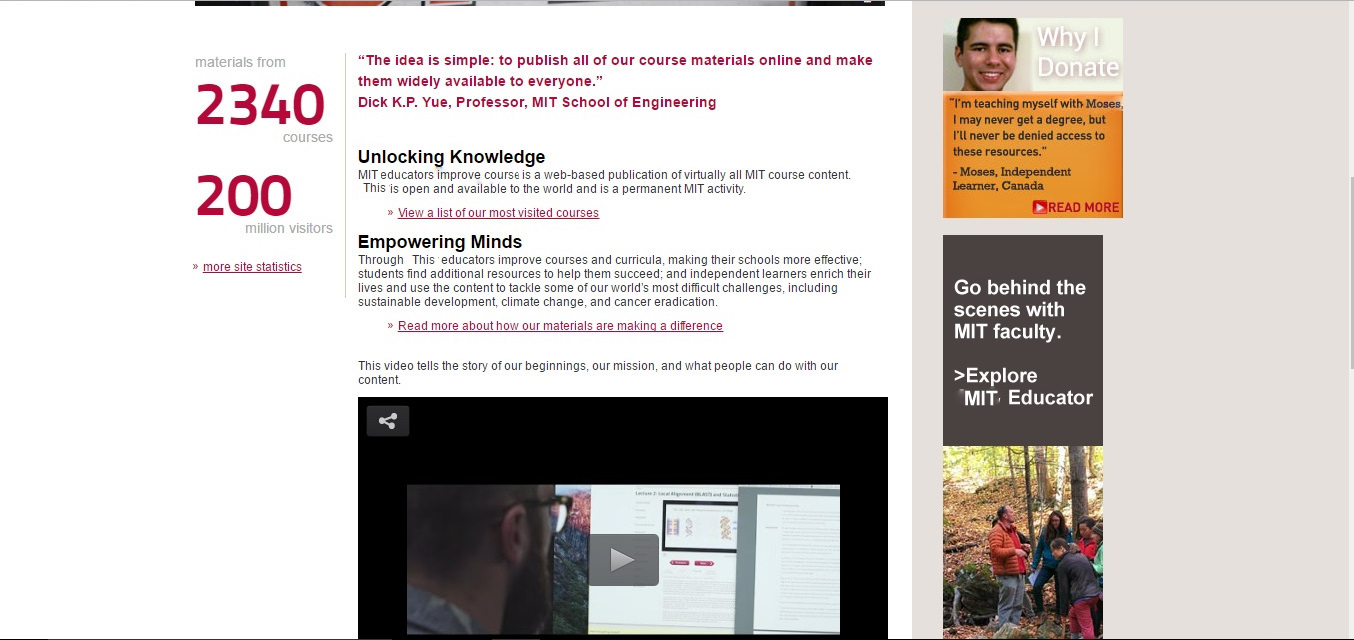 materials from
2340
courses
200
million visitors
» more site statistics
“The idea is simple: to publish all of our course materials online and make
them widely available to everyone.”
Dick K.P. Yue, Professor, MIT School of Engineering
Unlocking Knowledge
MIT educators improve course is a web-based publication of virtually all MIT course content.
This is open and available to the world and is a permanent MIT activity.
» View a list of our most visited courses
Empowering Minds
Through This educators improve courses and curricula, making their schools more effective;
students find additional resources to help them succeed; and independent learners enrich their
lives and use the content to tackle some of our world’s most difficult challenges, including
sustainable development, climate change, and cancer eradication.
» Read more about how our materials are making a difference
This video tells the story of our beginnings, our mission, and what people can do with our
content.
Lecture 2: Local Alignment (BLAST) and Statistics
Why I
Donate
“I’m teaching myself with Moses,
I may never get a degree, but
I’ll never be denied access to
these resources.”
- Moses, Independent
Learner, Canada
READ MORE
Go behind the
scenes with
MIT faculty.
>Explore
MIT Educator